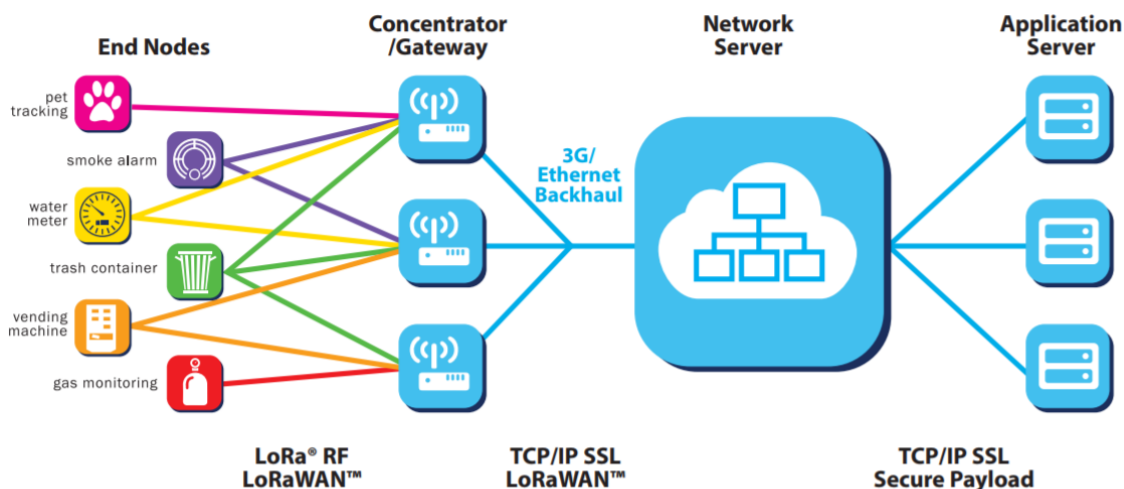 End Nodes
Concentrator
/Gateway
Network
Server
Application
Server
pet
tracking
smoke alarm
water
meter
trash container
vending
machine
gas monitoring
3G/
Ethernet
Backhaul
LoRa® RF
LoRaWAN™
TCP/IP SSL
LoRaWAN™
TCP/IP SSL
Secure Payload